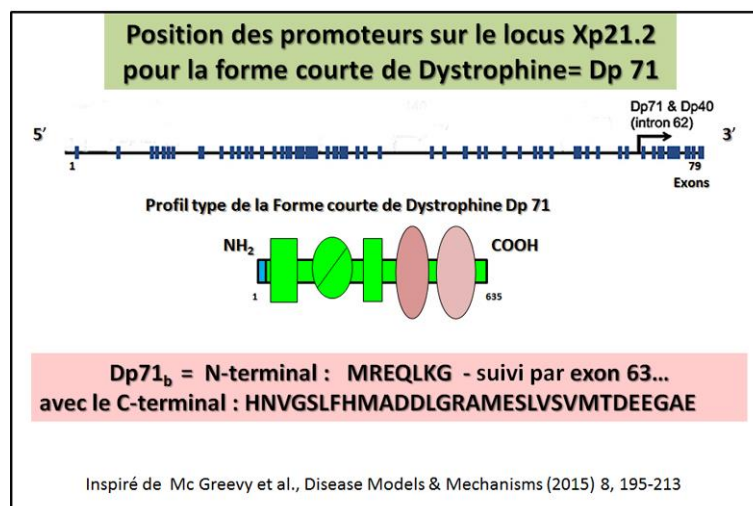 Position des promoteurs sur le locus Xp21.2
pour la forme courte de Dystrophine= Dp 71
Dp71 & Dp40
(intron 62)
5′
3′
1
79
Exons
Profil type de la Forme courte de Dystrophine Dp 71
NH2
COOH
1
635
Dp71b = N-terminal : MREQLKG - suivi par exon 63...
avec le C-terminal : HNVGSLFHMADDLGRAMESLVSVMTDEEGAE
Inspiré de Mc Greevy et al., Disease Models & Mechanisms (2015) 8, 195-213